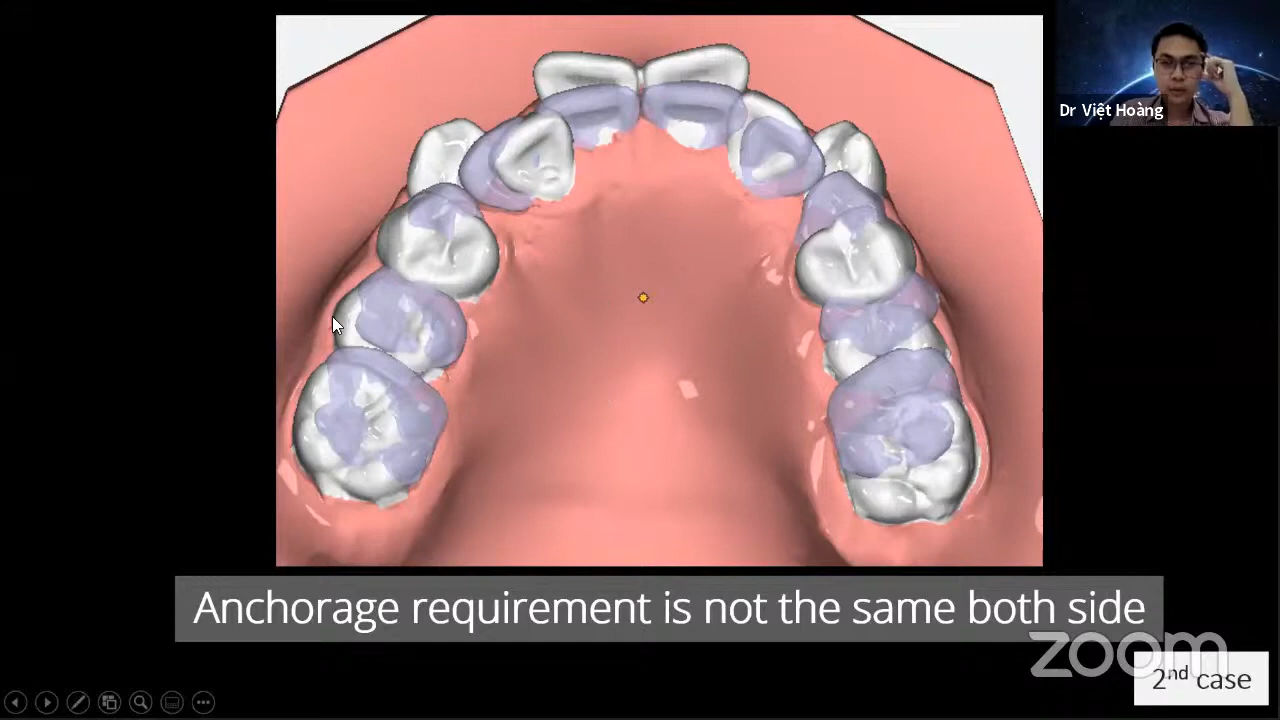 Dr Việt Hoàng
Anchorage requirement is not the same both side
zoom
2nd case